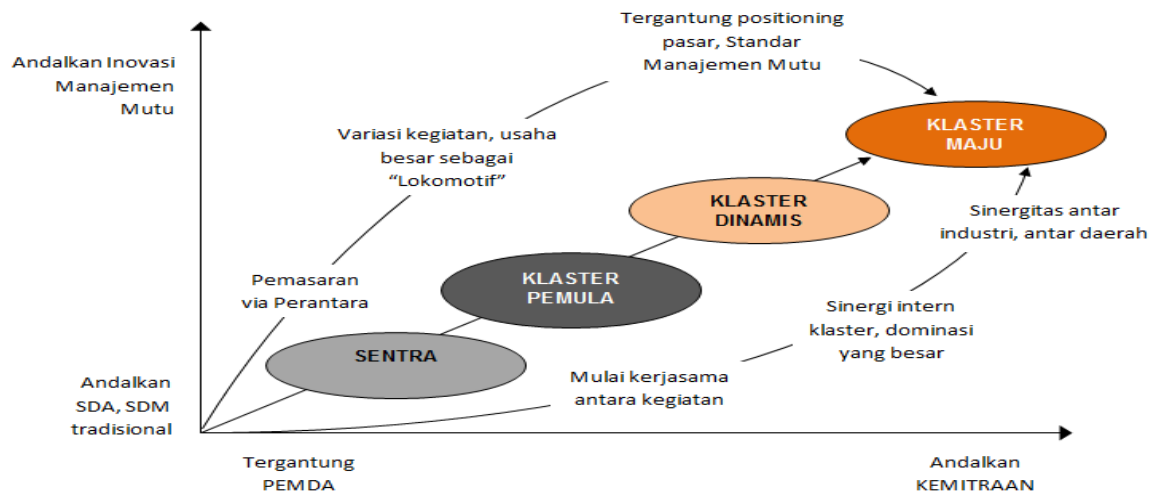 Tergantung positioning
pasar, Standar
Manajemen Mutu
Andalkan Inovasi
Manajemen
Mutu
KLASTER
MAJU
Variasi kegiatan, usaha
besar sebagai
“Lokomotif”
KLASTER
DINAMIS
Sinergitas antar
industri, antar daerah
Pemasaran
via Perantara
KLASTER
PEMULA
Sinergi intern
klaster, dominasi
yang besar
SENTRA
Mulai kerjasama
antara kegiatan
Andalkan
SDA, SDM
tradisional
Tergantung
PEMDA
Andalkan
KEMITRAAN